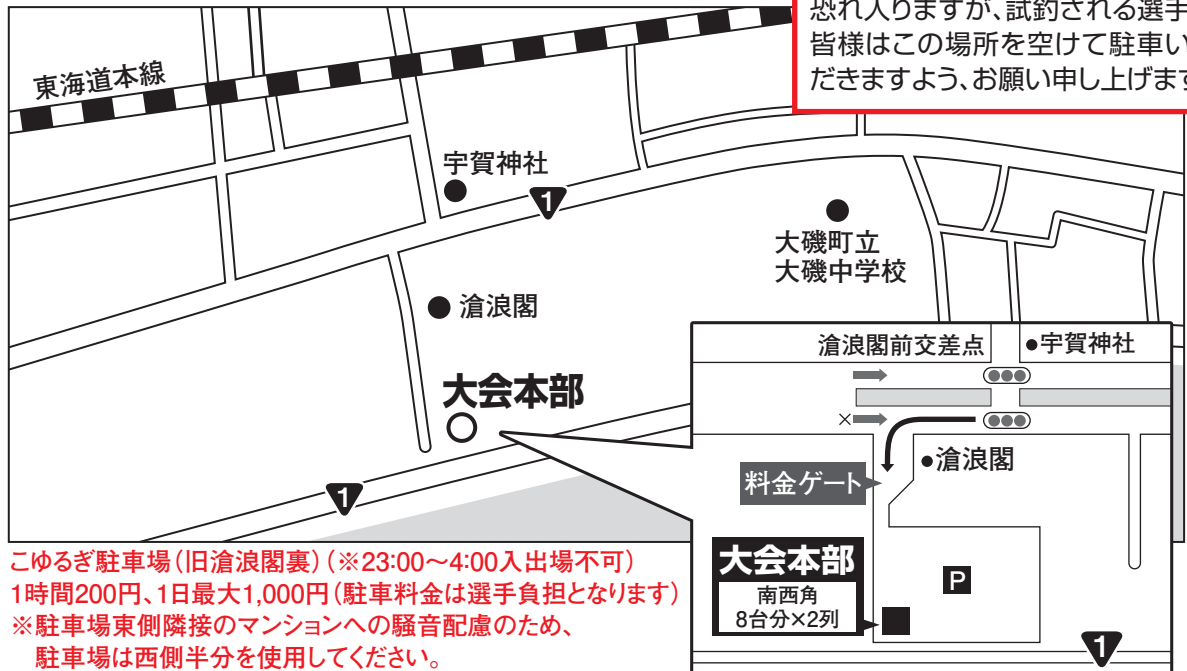 恐れ入りますが、試釣される選手
皆様はこの場所を空けて駐車い
だきますよう、お願い申し上げます
東海道本線
宇賀神社
1
大磯町立
大磯中学校
滄浪閣
大会本部
1
滄浪閣前交差点
宇賀神社
×
滄浪閣
料金ゲート
大会本部
南西角
8台分×2列
P
1
こゆるぎ駐車場(旧滄浪閣裏)(※23:00〜4:00入出場不可)
1時間200円、1日最大1,000円(駐車料金は選手負担となります)
※駐車場東側隣接のマンションへの騒音配慮のため、
駐車場は西側半分を使用してください。